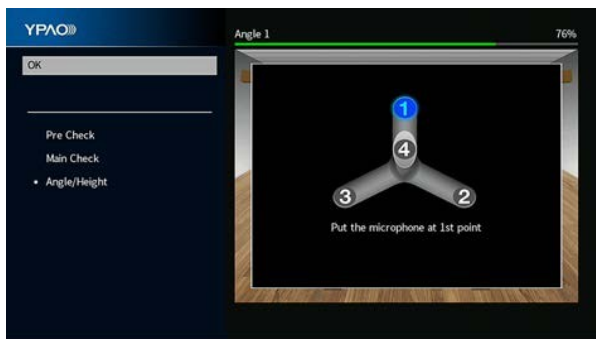 YPAO
Angle 1
76%
OK
Pre Check
Main Check
• Angle/Height
1
4
3
2
Put the microphone at 1st point